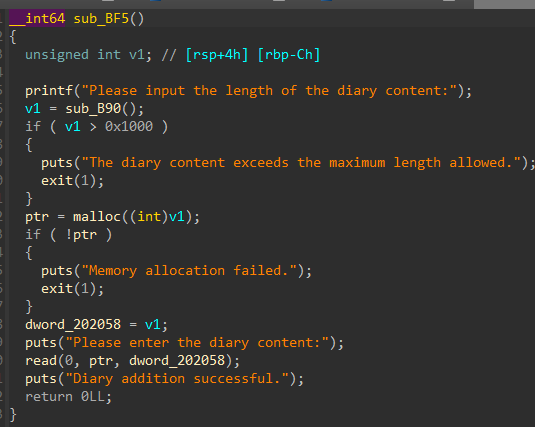 __int64 sub_BF5()
{
  unsigned int v1; // [rsp+4h] [rbp-Ch]
  printf("Please input the length of the diary content:");
  v1 = sub_B90();
  if ( v1 > 0x1000 )
  {
    puts("The diary content exceeds the maximum length allowed.");
    exit(1);
  }
  ptr = malloc((int)v1);
  if ( !ptr )
  {
    puts("Memory allocation failed.");
    exit(1);
  }
  dword_202058 = v1;
  puts("Please enter the diary content:");
  read(0, ptr, dword_202058);
  puts("Diary addition successful.");
  return 0LL;
}